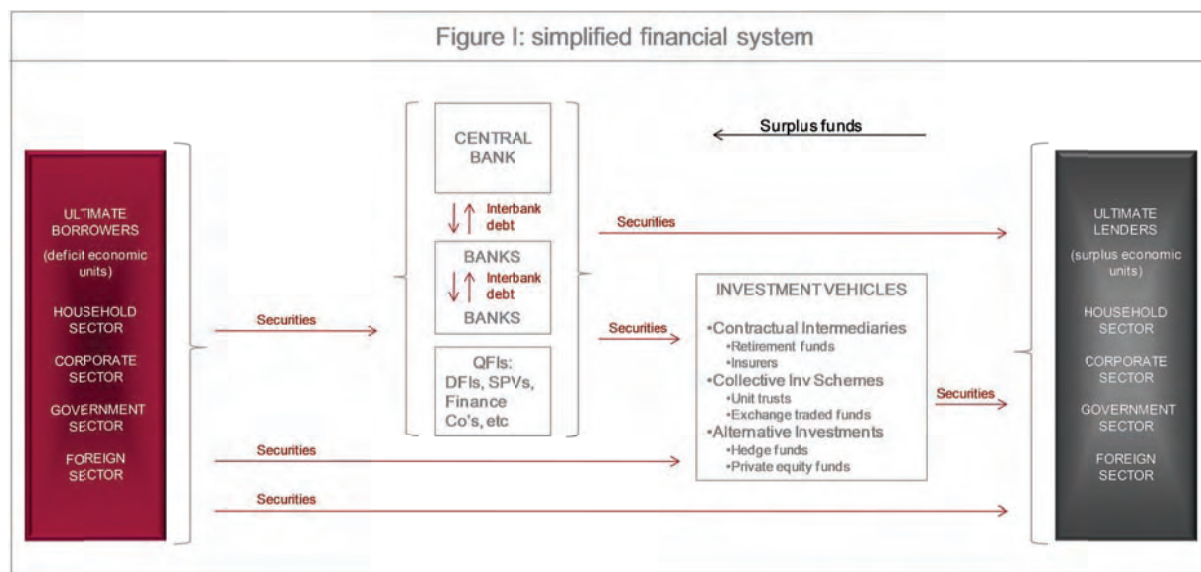 Figure I: simplified financial system
ULTIMATE
BORROWERS
(deficit economic
units)
HOUSEHOLD
SECTOR
CORPORATE
SECTOR
GOVERNMENT
SECTOR
FOREIGN
SECTOR
Securities
Securities
Securities
CENTRAL
BANK
Interbank
debt
BANKS
Interbank
debt
BANKS
QFIs:
DFIs, SPVs,
Finance
Co's, etc
Surplus funds
Securities
Securities
INVESTMENT VEHICLES
•Contractual Intermediaries
•Retirement funds
•Insurers
•Collective Inv Schemes
•Unit trusts
•Exchange traded funds
•Alternative Investments
•Hedge funds
•Private equity funds
Securities
ULTIMATE
LENDERS
(surplus economic
units)
HOUSEHOLD
SECTOR
CORPORATE
SECTOR
GOVERNMENT
SECTOR
FOREIGN
SECTOR